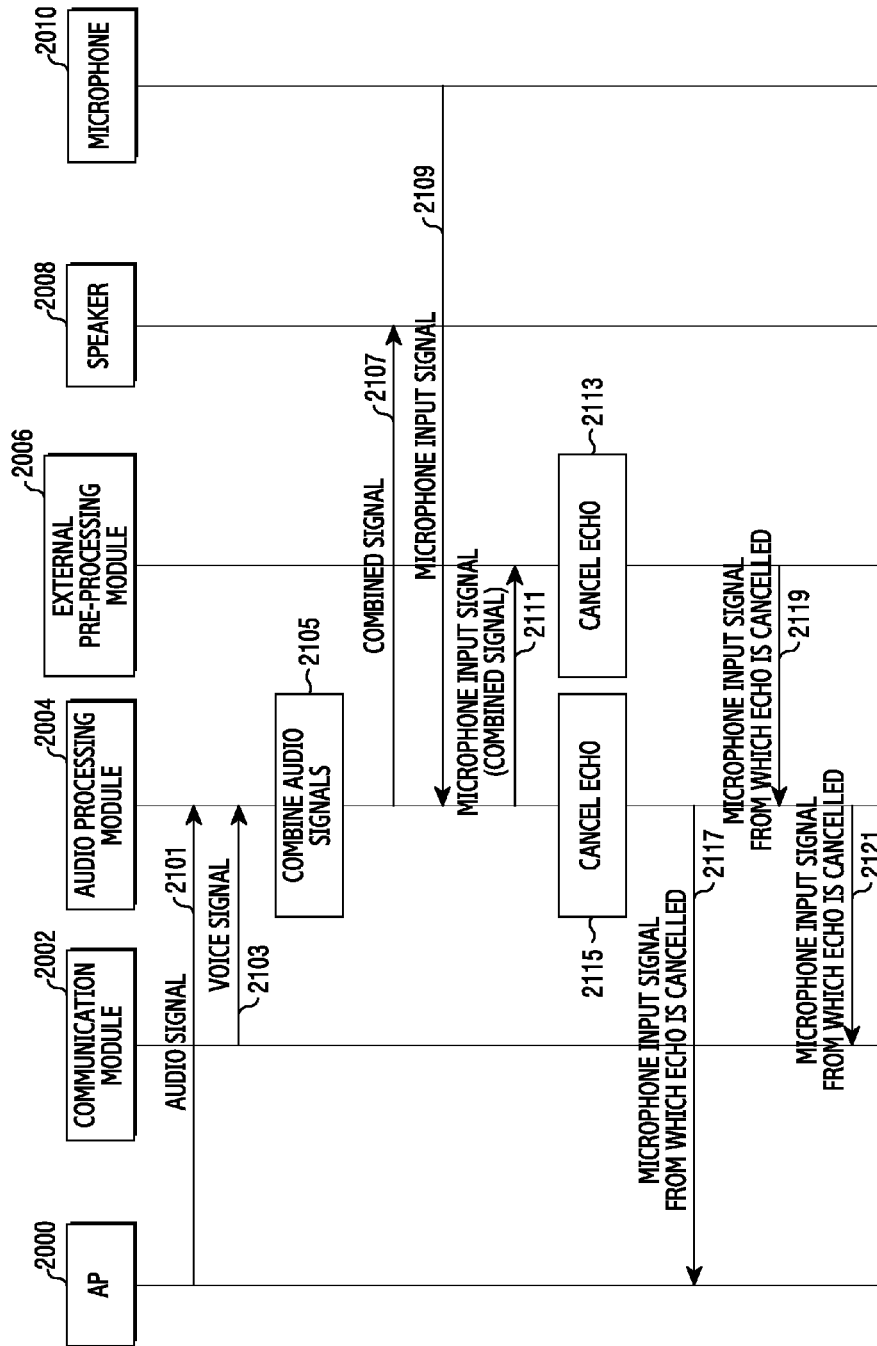 2000
AP
2002
COMMUNICATION
MODULE
2004
AUDIO PROCESSING
MODULE
2006
EXTERNAL
PRE-PROCESSING
MODULE
2008
SPEAKER
2010
MICROPHONE
AUDIO SIGNAL
2101
VOICE SIGNAL
2103
2105
COMBINE AUDIO
SIGNALS
COMBINED SIGNAL
2107
MICROPHONE INPUT SIGNAL
2109
MICROPHONE INPUT SIGNAL
(COMBINED SIGNAL)
2111
CANCEL ECHO
2115
CANCEL ECHO
2113
MICROPHONE INPUT SIGNAL
FROM WHICH ECHO IS CANCELLED
2117
MICROPHONE INPUT SIGNAL
FROM WHICH ECHO IS CANCELLED
2119
MICROPHONE INPUT SIGNAL
FROM WHICH ECHO IS CANCELLED
2121